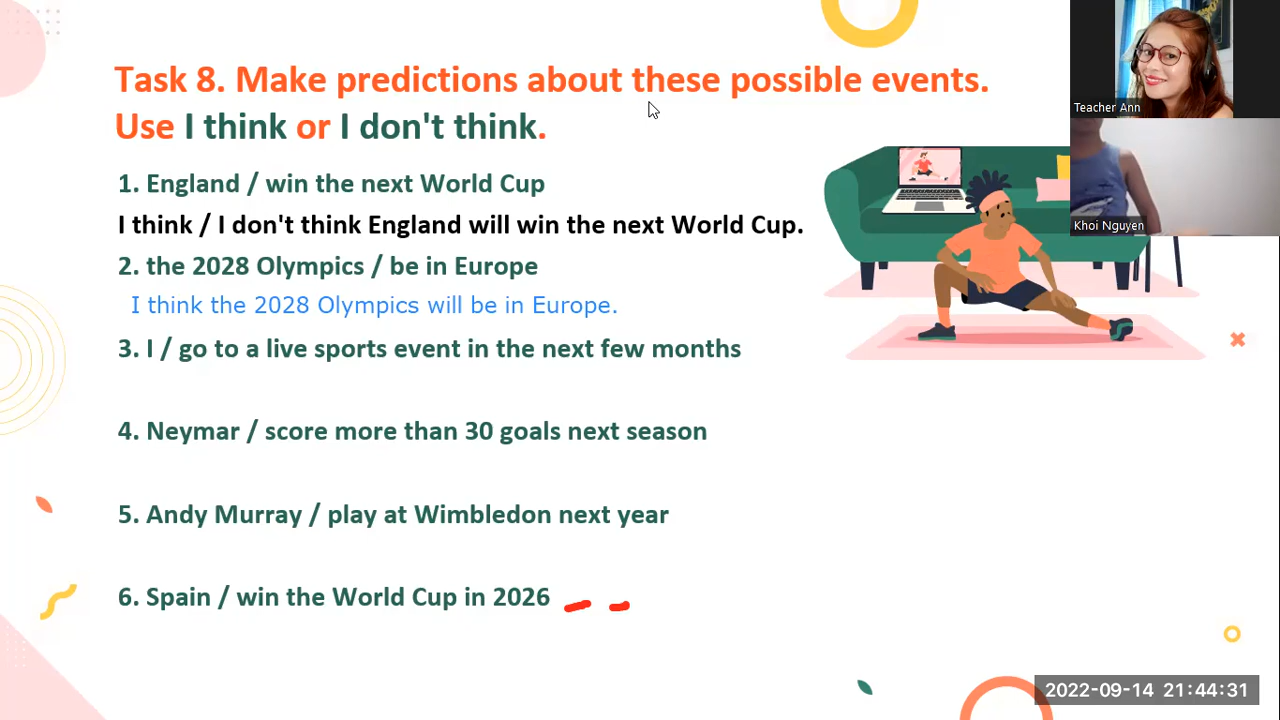 Task 8. Make predictions about these possible events.
Use I think or I don't think.
1. England / win the next World Cup
I think / I don't think England will win the next World Cup.
2. the 2028 Olympics / be in Europe
I think the 2028 Olympics will be in Europe.
3. I / go to a live sports event in the next few months
4. Neymar / score more than 30 goals next season
5. Andy Murray / play at Wimbledon next year
6. Spain / win the World Cup in 2026
Teacher Ann
Khoi Nguyen
2022-09-14 21:44:31